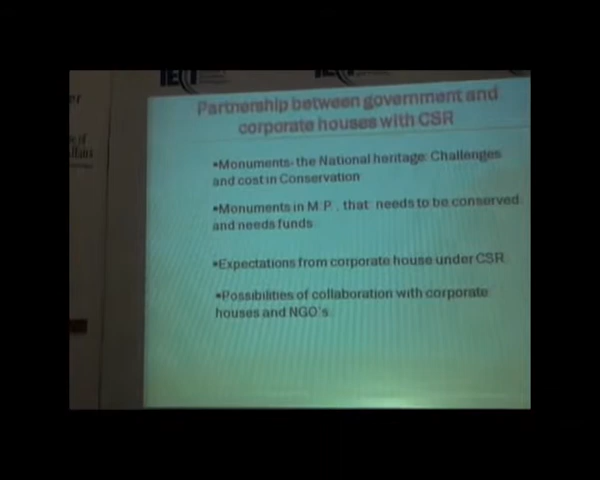 Partnership between government and
corporate houses with CSR
▪Monuments- the National heritage: Challenges
and cost in Conservation
▪Monuments in M.P. . that needs to be conserved
and needs funds
▪Expectations from corporate house under CSR
▪Possibilities of collaboration with corporate
houses and NGO's.